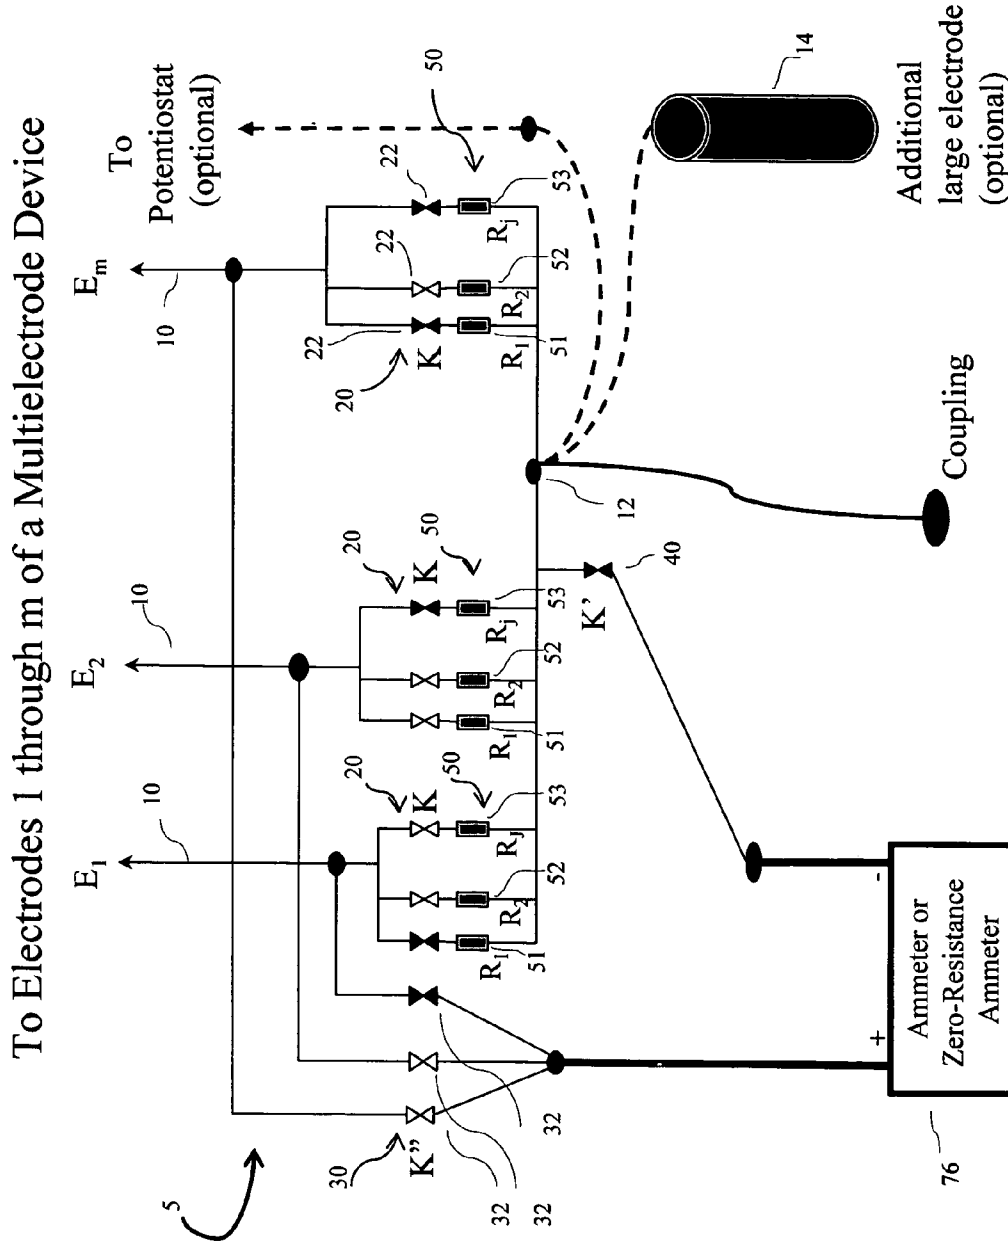 To Electrodes 1 through m of a Multielectrode Device
E1
E2
Em
To
Potentiostat
(optional)
10
10
10
5
50
22
22
22
20
20
20
K
K
K
50
50
30
K”
32
32
32
R1
R2
RJ
R1
R2
Rj
R1
R2
Rj
51
52
53
51
52
53
51
52
53
12
K’
40
14
Additional
large electrode
(optional)
Coupling
+
-
Ammeter or
Zero-Resistance
Ammeter
76